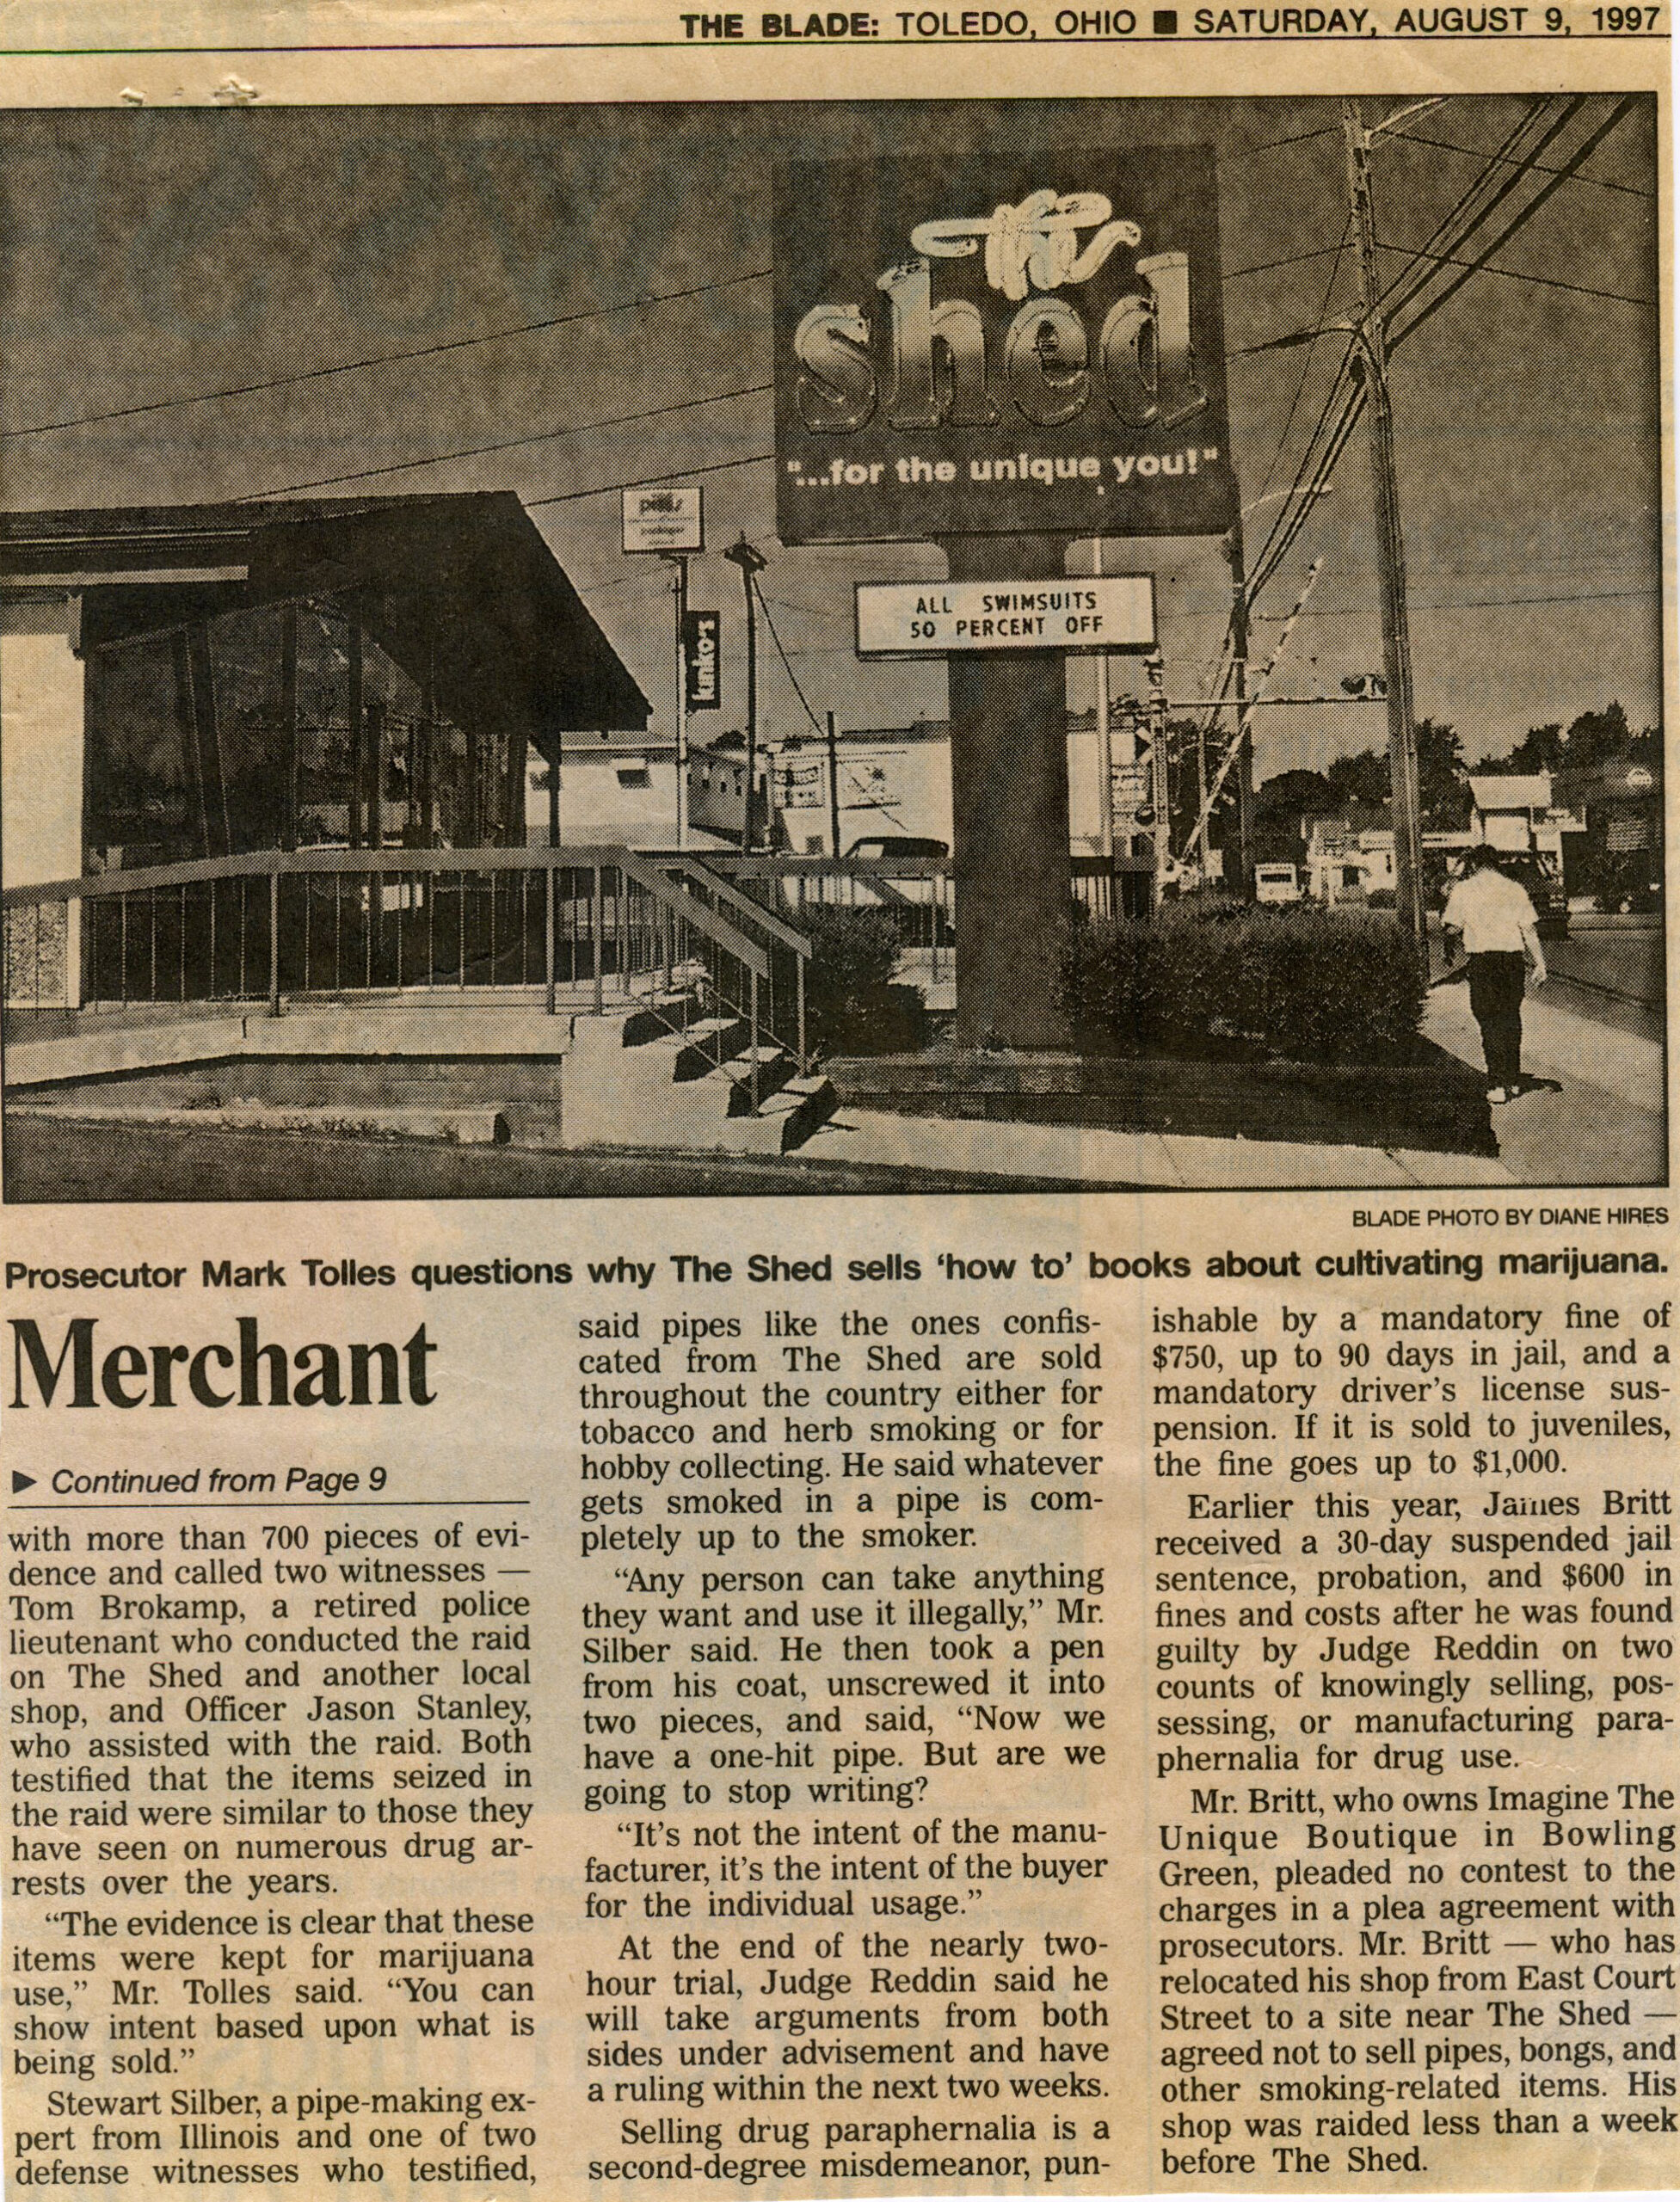 THE BLADE: TOLEDO, OHIO ■ SATURDAY, AUGUST 9, 1997
the
shed
"...for the unique you!"
kinko's
ALL SWIMSUITS
50 PERCENT OFF
BLADE PHOTO BY DIANE HIRES
Prosecutor Mark Tolles questions why The Shed sells ‘how to’ books about cultivating marijuana.
Merchant
▶ Continued from Page 9
with more than 700 pieces of evi-
dence and called two witnesses —
Tom Brokamp, a retired police
lieutenant who conducted the raid
on The Shed and another local
shop, and Officer Jason Stanley,
who assisted with the raid. Both
testified that the items seized in
the raid were similar to those they
have seen on numerous drug ar-
rests over the years.
“The evidence is clear that these
items were kept for marijuana
use,” Mr. Tolles said. “You can
show intent based upon what is
being sold.”
Stewart Silber, a pipe-making ex-
pert from Illinois and one of two
defense witnesses who testified,
said pipes like the ones confis-
cated from The Shed are sold
throughout the country either for
tobacco and herb smoking or for
hobby collecting. He said whatever
gets smoked in a pipe is com-
pletely up to the smoker.
“Any person can take anything
they want and use it illegally,” Mr.
Silber said. He then took a pen
from his coat, unscrewed it into
two pieces, and said, “Now we
have a one-hit pipe. But are we
going to stop writing?
“It’s not the intent of the manu-
facturer, it’s the intent of the buyer
for the individual usage.”
At the end of the nearly two-
hour trial, Judge Reddin said he
will take arguments from both
sides under advisement and have
a ruling within the next two weeks.
Selling drug paraphernalia is a
second-degree misdemeanor, pun-
ishable by a mandatory fine of
$750, up to 90 days in jail, and a
mandatory driver’s license sus-
pension. If it is sold to juveniles,
the fine goes up to $1,000.
Earlier this year, James Britt
received a 30-day suspended jail
sentence, probation, and $600 in
fines and costs after he was found
guilty by Judge Reddin on two
counts of knowingly selling, pos-
sessing, or manufacturing para-
phernalia for drug use.
Mr. Britt, who owns Imagine The
Unique Boutique in Bowling
Green, pleaded no contest to the
charges in a plea agreement with
prosecutors. Mr. Britt — who has
relocated his shop from East Court
Street to a site near The Shed —
agreed not to sell pipes, bongs, and
other smoking-related items. His
shop was raided less than a week
before The Shed.